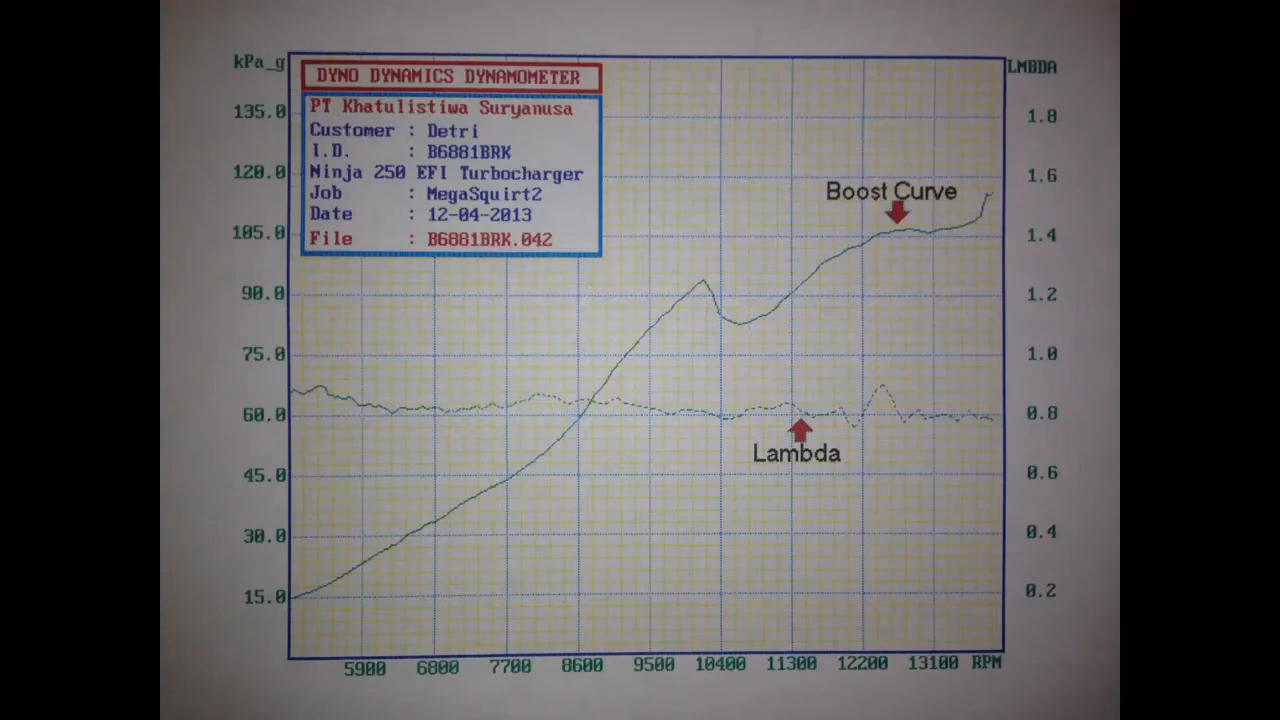 kPa_g
135.0
120.0
105.0
90.0
75.0
60.0
45.0
30.0
15.0
DYNO DYNAMICS DYNAMOMETER
PT Khatulistiwa Suryanusa
Customer : Detri
I.D. : B6881BRK
Ninja 250 EFI Turbocharger
Job : MegaSquirt2
Date : 12-04-2013
File : B6881BRK.042
Boost Curve
Lambda
LMBDA
1.8
1.6
1.4
1.2
1.0
0.8
0.6
0.4
0.2
5900 6800 7700 8600 9500 10400 11300 12200 13100 RPM